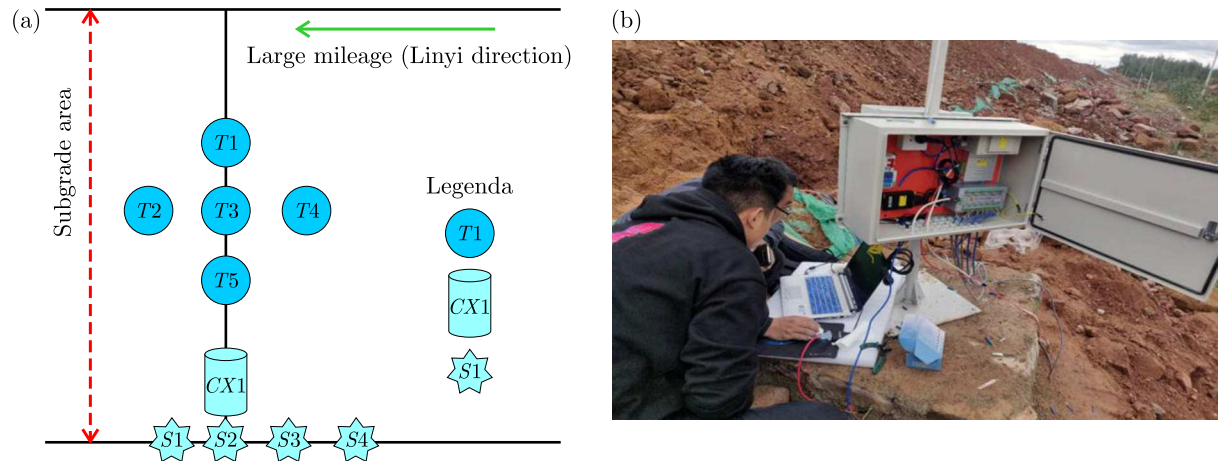 (a)
Large mileage (Linyi direction)
Subgrade area
T1
T2
T3
T4
T5
CX1
S1
S2
S3
S4
Legenda
T1
CX1
S1
(b)